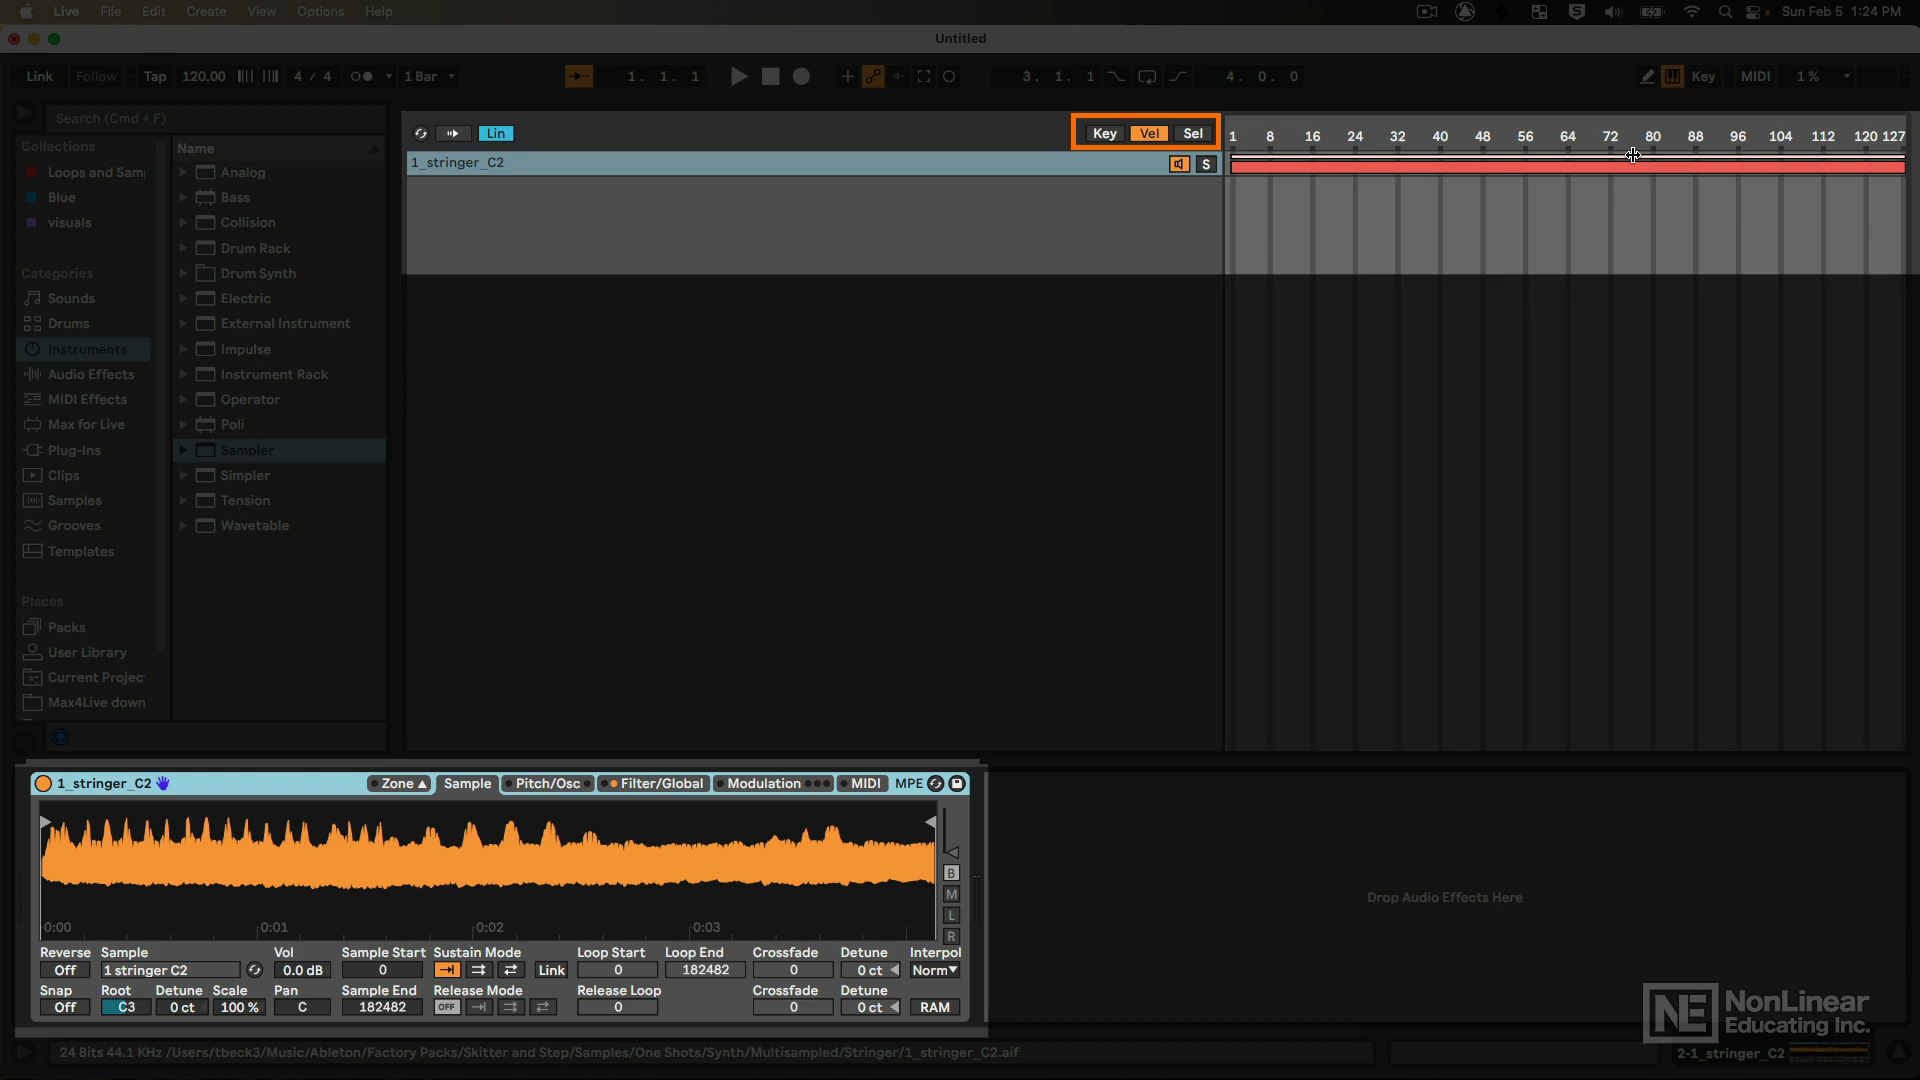 Live File Edit Create View Options Help
Sun Feb 5 1:24 PM
Untitled
Link Follow Tap 120.00 4 / 4 1 Bar 1. 1. 1 3. 1. 1 4. 0. 0 Key MIDI 1 %
Search (Cmd + F)
Collections
Loops and Sam
Blue
visuals
Categories
Sounds
Drums
Instruments
Audio Effects
MIDI Effects
Max for Live
Plug-Ins
Clips
Samples
Grooves
Templates
Places
Packs
User Library
Current Projec
Max4Live down
Name
Analog
Bass
Collision
Drum Rack
Drum Synth
Electric
External Instrument
Impulse
Instrument Rack
Operator
Poli
Sampler
Simpler
Tension
Wavetable
Lin Key Vel Sel
1 8 16 24 32 40 48 56 64 72 80 88 96 104 112 120 127
1_stringer_C2 S
1_stringer_C2 Zone Sample Pitch/Osc Filter/Global Modulation MIDI MPE
B
M
L
R
0:00 0:01 0:02 0:03
Reverse Sample Vol Sample Start Sustain Mode Loop Start Loop End Crossfade Detune Interpol
Off 1 stringer C2 0.0 dB 0 Link 0 182482 0 0 ct Norm
Snap Root Detune Scale Pan Sample End Release Mode Release Loop Crossfade Detune
Off C3 0 ct 100 % C 182482 OFF 0 0 0 ct RAM
Drop Audio Effects Here
NE NonLinear
Educating Inc.
24 Bits 44.1 KHz /Users/tbeck3/Music/Ableton/Factory Packs/Skitter and Step/Samples/One Shots/Synth/Multisampled/Stringer/1_stringer_C2.aif
2-1_stringer_C2